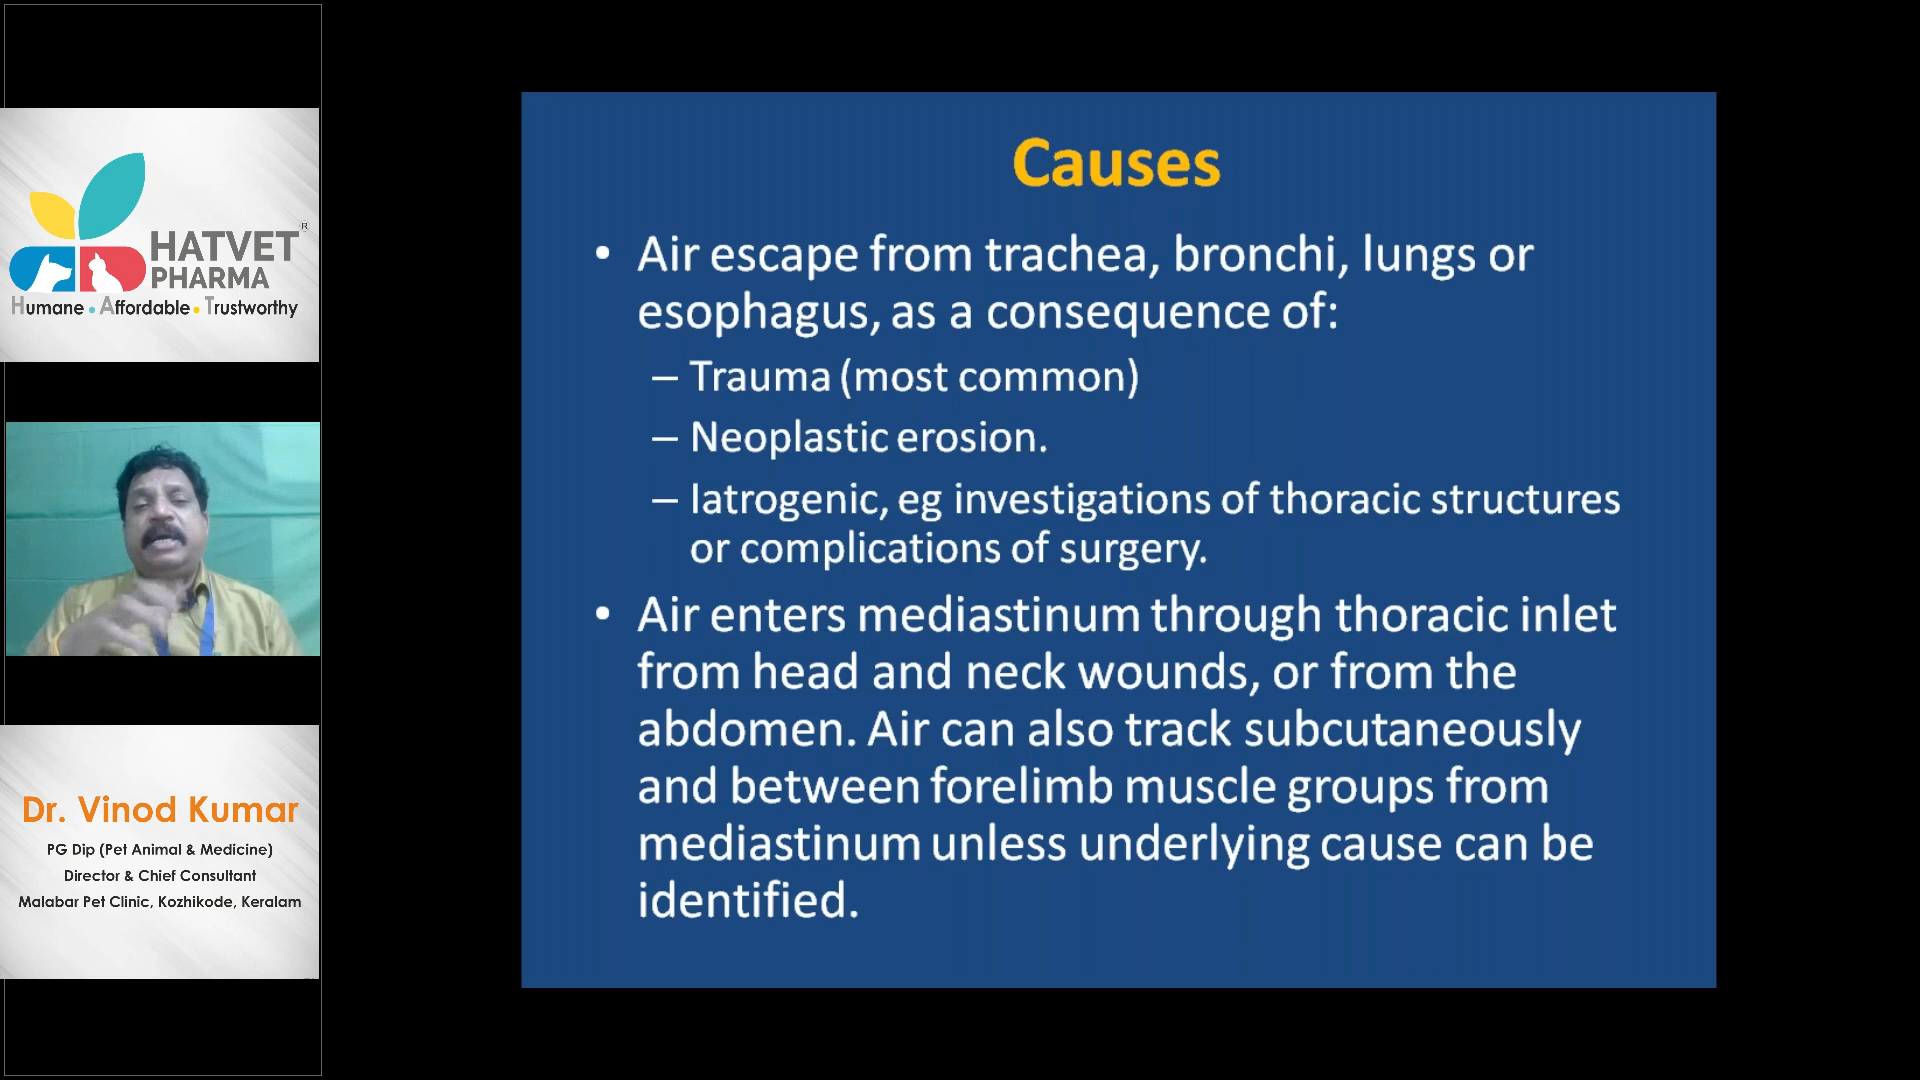 HATVET
®
PHARMA
Humane • Affordable • Trustworthy
Dr. Vinod Kumar
PG Dip (Pet Animal & Medicine)
Director & Chief Consultant
Malabar Pet Clinic, Kozhikode, Keralam
Causes
• Air escape from trachea, bronchi, lungs or
esophagus, as a consequence of:
– Trauma (most common)
– Neoplastic erosion.
– Iatrogenic, eg investigations of thoracic structures
or complications of surgery.
• Air enters mediastinum through thoracic inlet
from head and neck wounds, or from the
abdomen. Air can also track subcutaneously
and between forelimb muscle groups from
mediastinum unless underlying cause can be
identified.